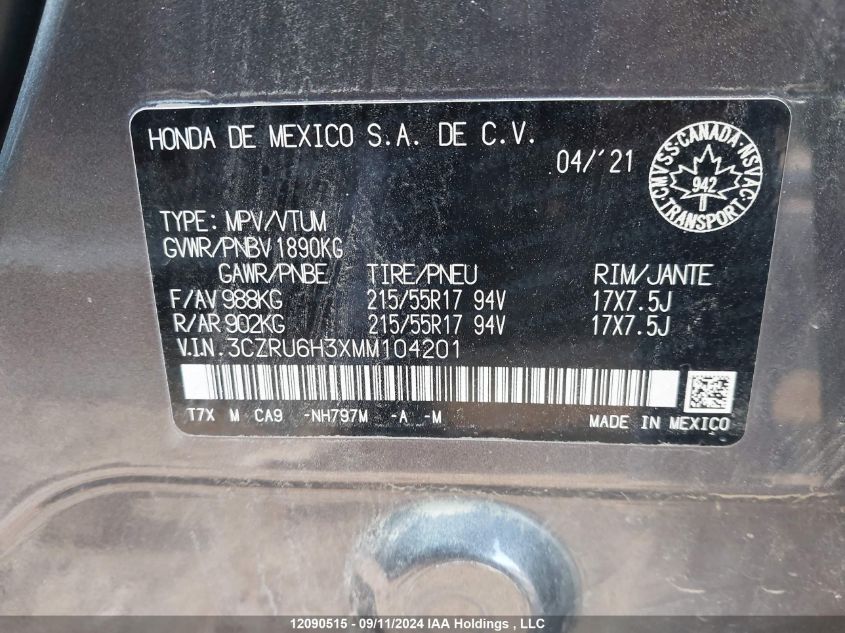 HONDA DE MEXICO S.A. DE C.V.
04/'21
CMVSS·CANADA·NSVAC
942
TRANSPORT
TYPE: MPV/VTUM
GVWR/PNBV 1890KG
GAWR/PNBE TIRE/PNEU RIM/JANTE
F/AV 988KG 215/55R17 94V 17X7.5J
R/AR 902KG 215/55R17 94V 17X7.5J
V.I.N. 3CZRU6H3XMM104201
T7X M CA9 -NH797M -A -M MADE IN MEXICO
12090515 - 09/11/2024 IAA Holdings , LLC